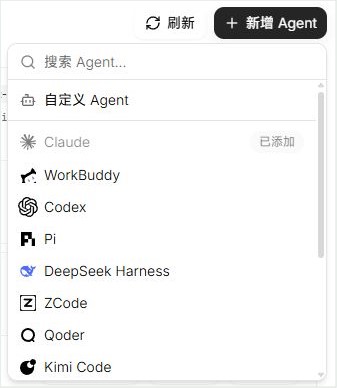 刷新
新增 Agent
搜索 Agent...
自定义 Agent
Claude 已添加
WorkBuddy
Codex
Pi
DeepSeek Harness
ZCode
Qoder
Kimi Code